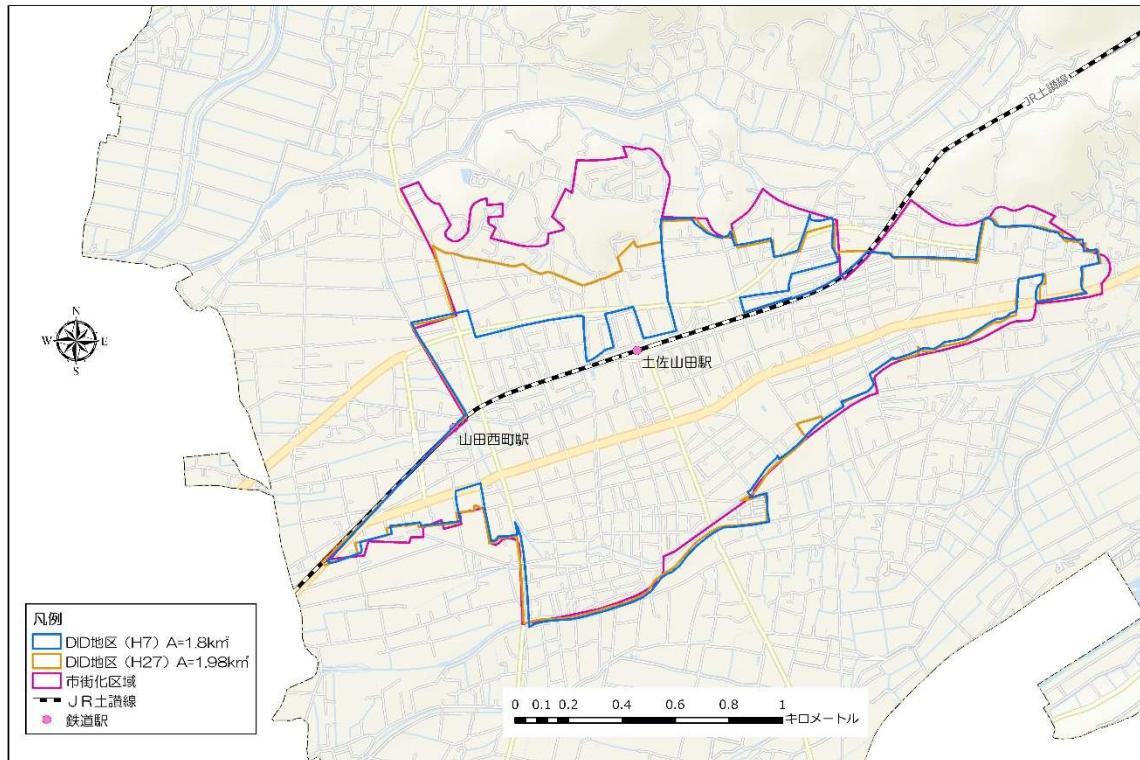 JR土讃線
N
W
E
S
土佐山田駅
山田西町駅
凡例
DID地区（H7）A=1.8k㎡
DID地区（H27）A=1.98k㎡
市街化区域
JR土讃線
鉄道駅
0 0.1 0.2 0.4 0.6 0.8 1
キロメートル